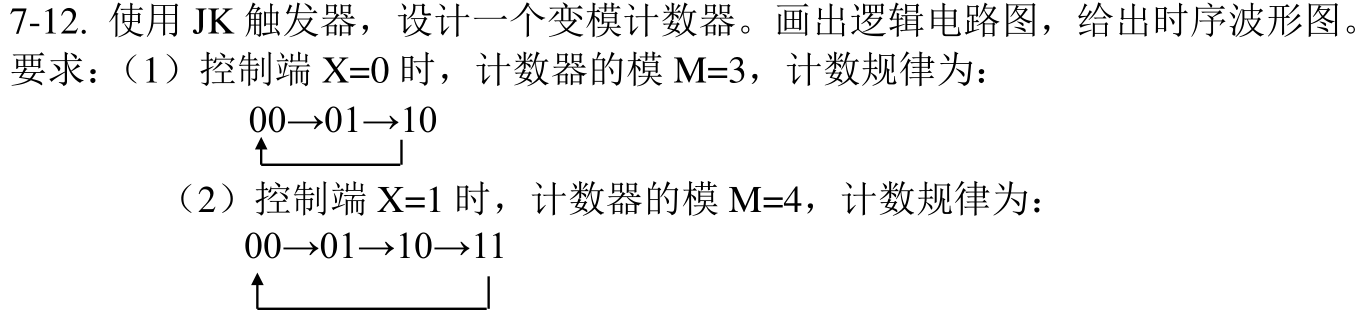 7-12. 使用 JK 触发器，设计一个变模计数器。画出逻辑电路图，给出时序波形图。
要求：（1）控制端 X=0 时，计数器的模 M=3，计数规律为：
00→01→10
（2）控制端 X=1 时，计数器的模 M=4，计数规律为：
00→01→10→11